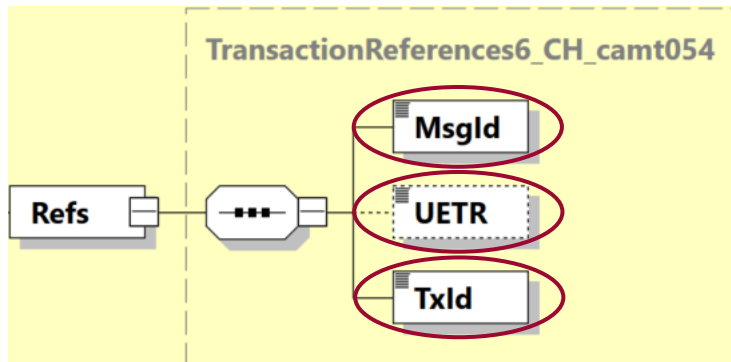 TransactionReferences6_CH_camt054
MsgId
Refs
UETR
TxId